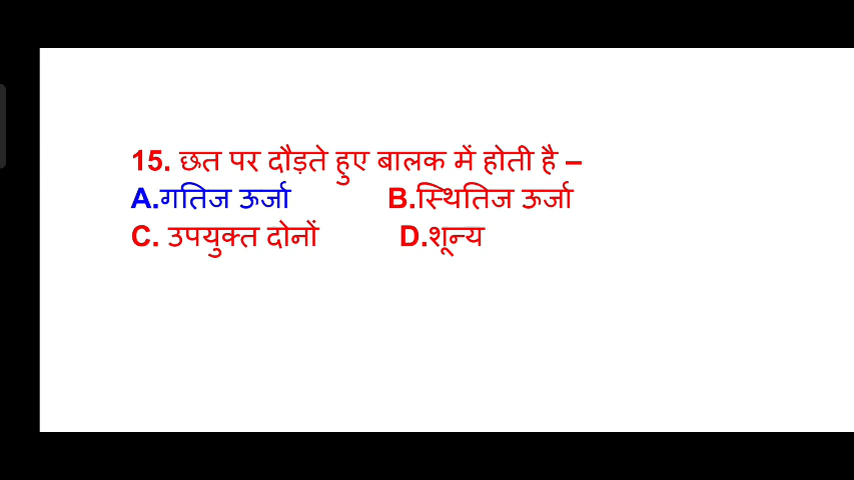 15. छत पर दौड़ते हुए बालक में होती है –
A.गतिज ऊर्जा B.स्थितिज ऊर्जा
C. उपयुक्त दोनों D.शून्य